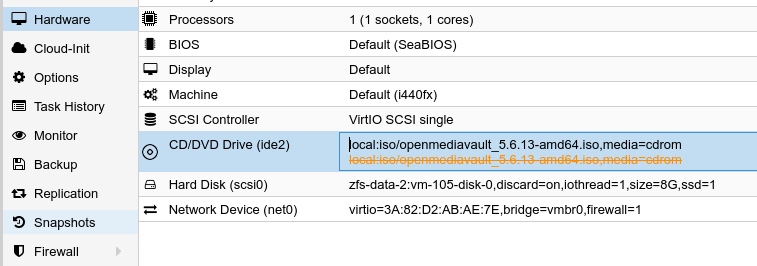 Hardware
Cloud-Init
Options
Task History
Monitor
Backup
Replication
Snapshots
Firewall
Processors 1 (1 sockets, 1 cores)
BIOS Default (SeaBIOS)
Display Default
Machine Default (i440fx)
SCSI Controller VirtIO SCSI single
CD/DVD Drive (ide2) local:iso/openmediavault_5.6.13-amd64.iso,media=cdrom
local:iso/openmediavault_5.6.13-amd64.iso,media=cdrom
Hard Disk (scsi0) zfs-data-2:vm-105-disk-0,discard=on,iothread=1,size=8G,ssd=1
Network Device (net0) virtio=3A:82:D2:AB:AE:7E,bridge=vmbr0,firewall=1